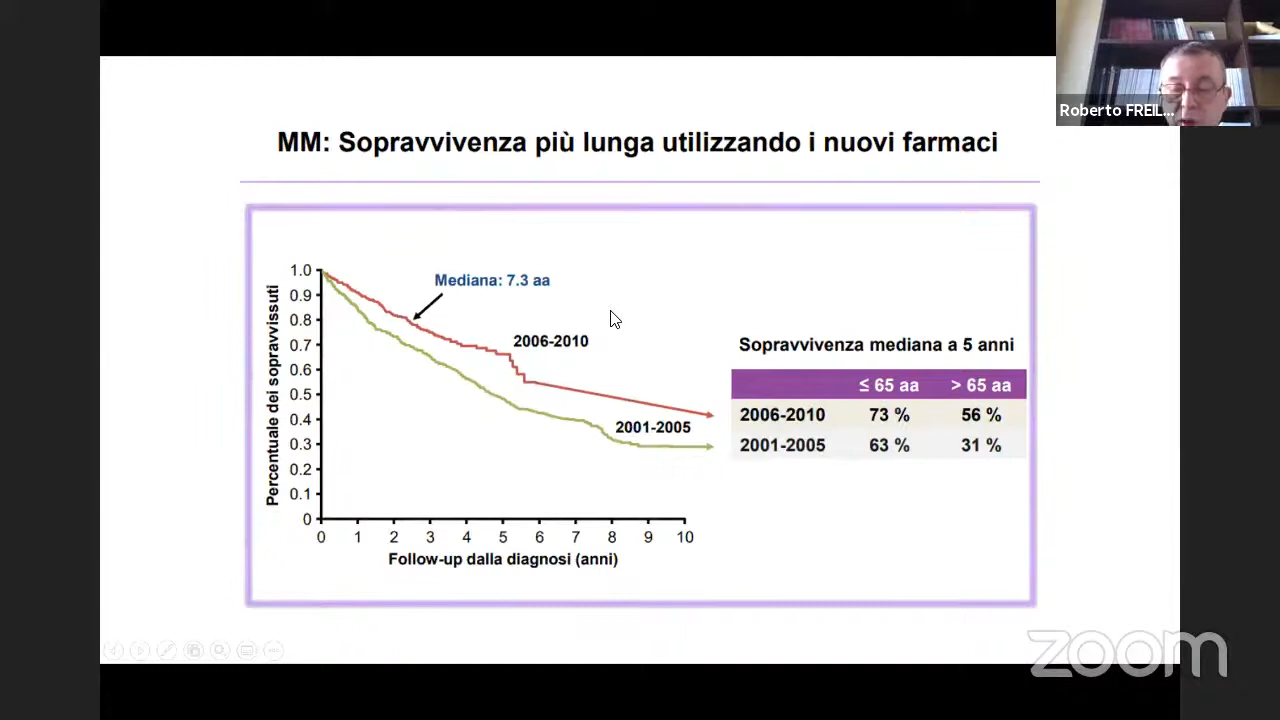 Roberto FREIL...
MM: Sopravvivenza più lunga utilizzando i nuovi farmaci
Percentuale dei sopravvissuti
1.0
0.9
0.8
0.7
0.6
0.5
0.4
0.3
0.2
0.1
0
Mediana: 7.3 aa
2006-2010
2001-2005
0 1 2 3 4 5 6 7 8 9 10
Follow-up dalla diagnosi (anni)
Sopravvivenza mediana a 5 anni
≤ 65 aa > 65 aa
2006-2010 73 % 56 %
2001-2005 63 % 31 %
zoom